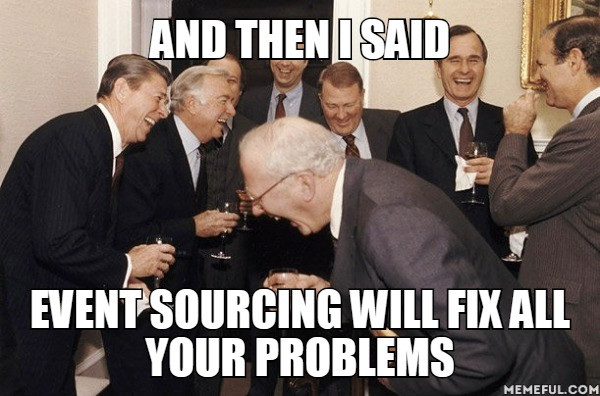 AND THEN I SAID
EVENT SOURCING WILL FIX ALL
YOUR PROBLEMS
MEMEFUL.COM